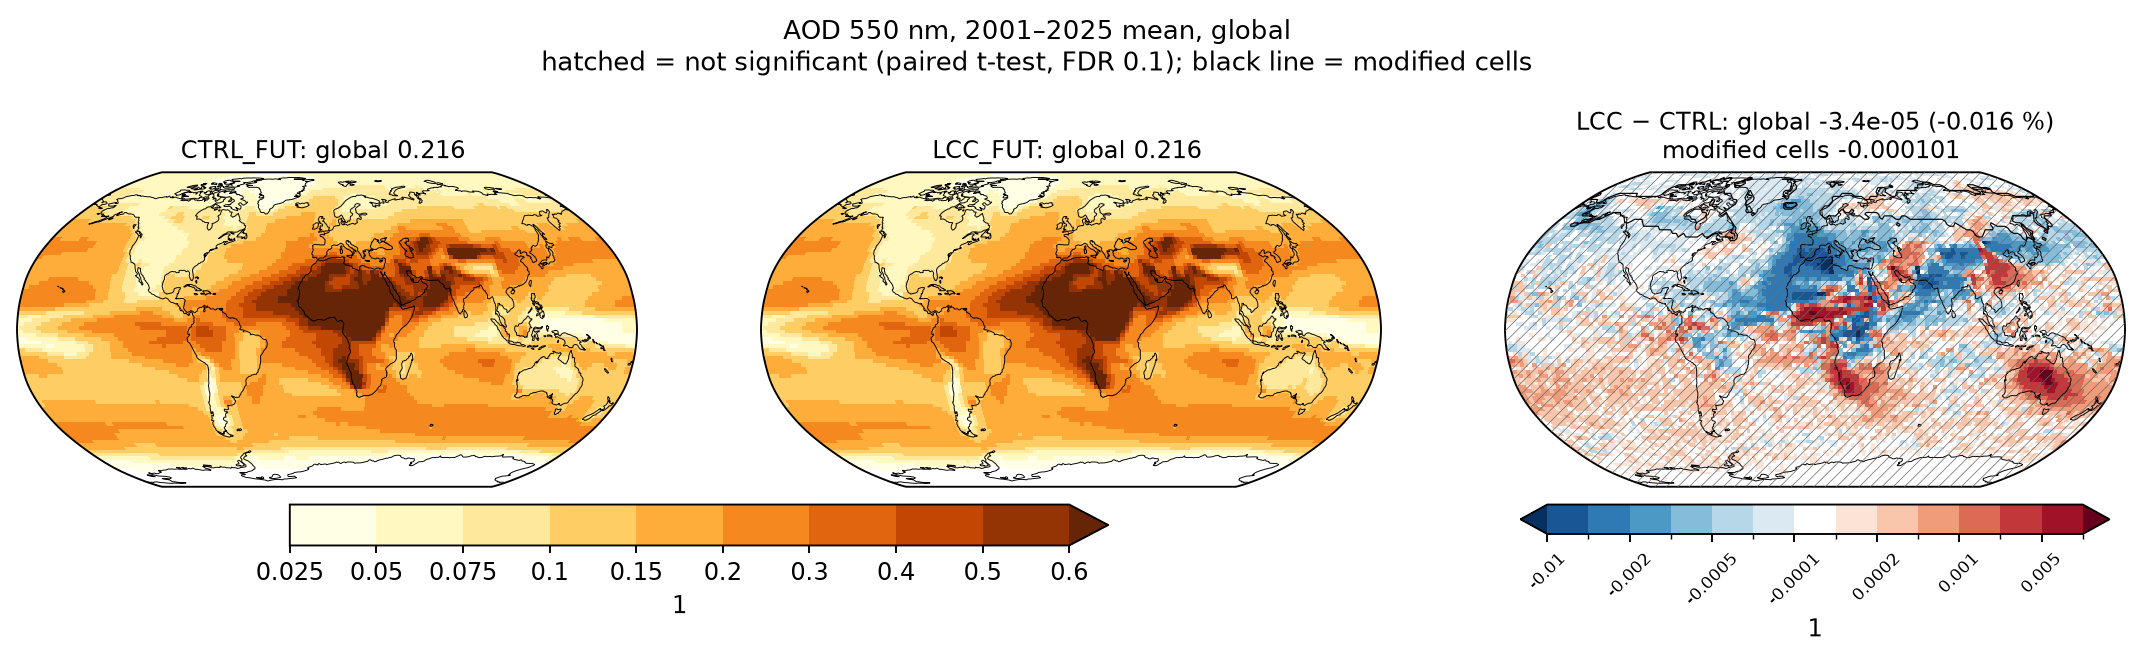 AOD 550 nm, 2001–2025 mean, global
hatched = not significant (paired t-test, FDR 0.1); black line = modified cells
CTRL_FUT: global 0.216
LCC_FUT: global 0.216
LCC − CTRL: global -3.4e-05 (-0.016 %)
modified cells -0.000101
0.025 0.05 0.075 0.1 0.15 0.2 0.3 0.4 0.5 0.6
1
-0.01 -0.002 -0.0005 -0.0001 0.0002 0.001 0.005
1